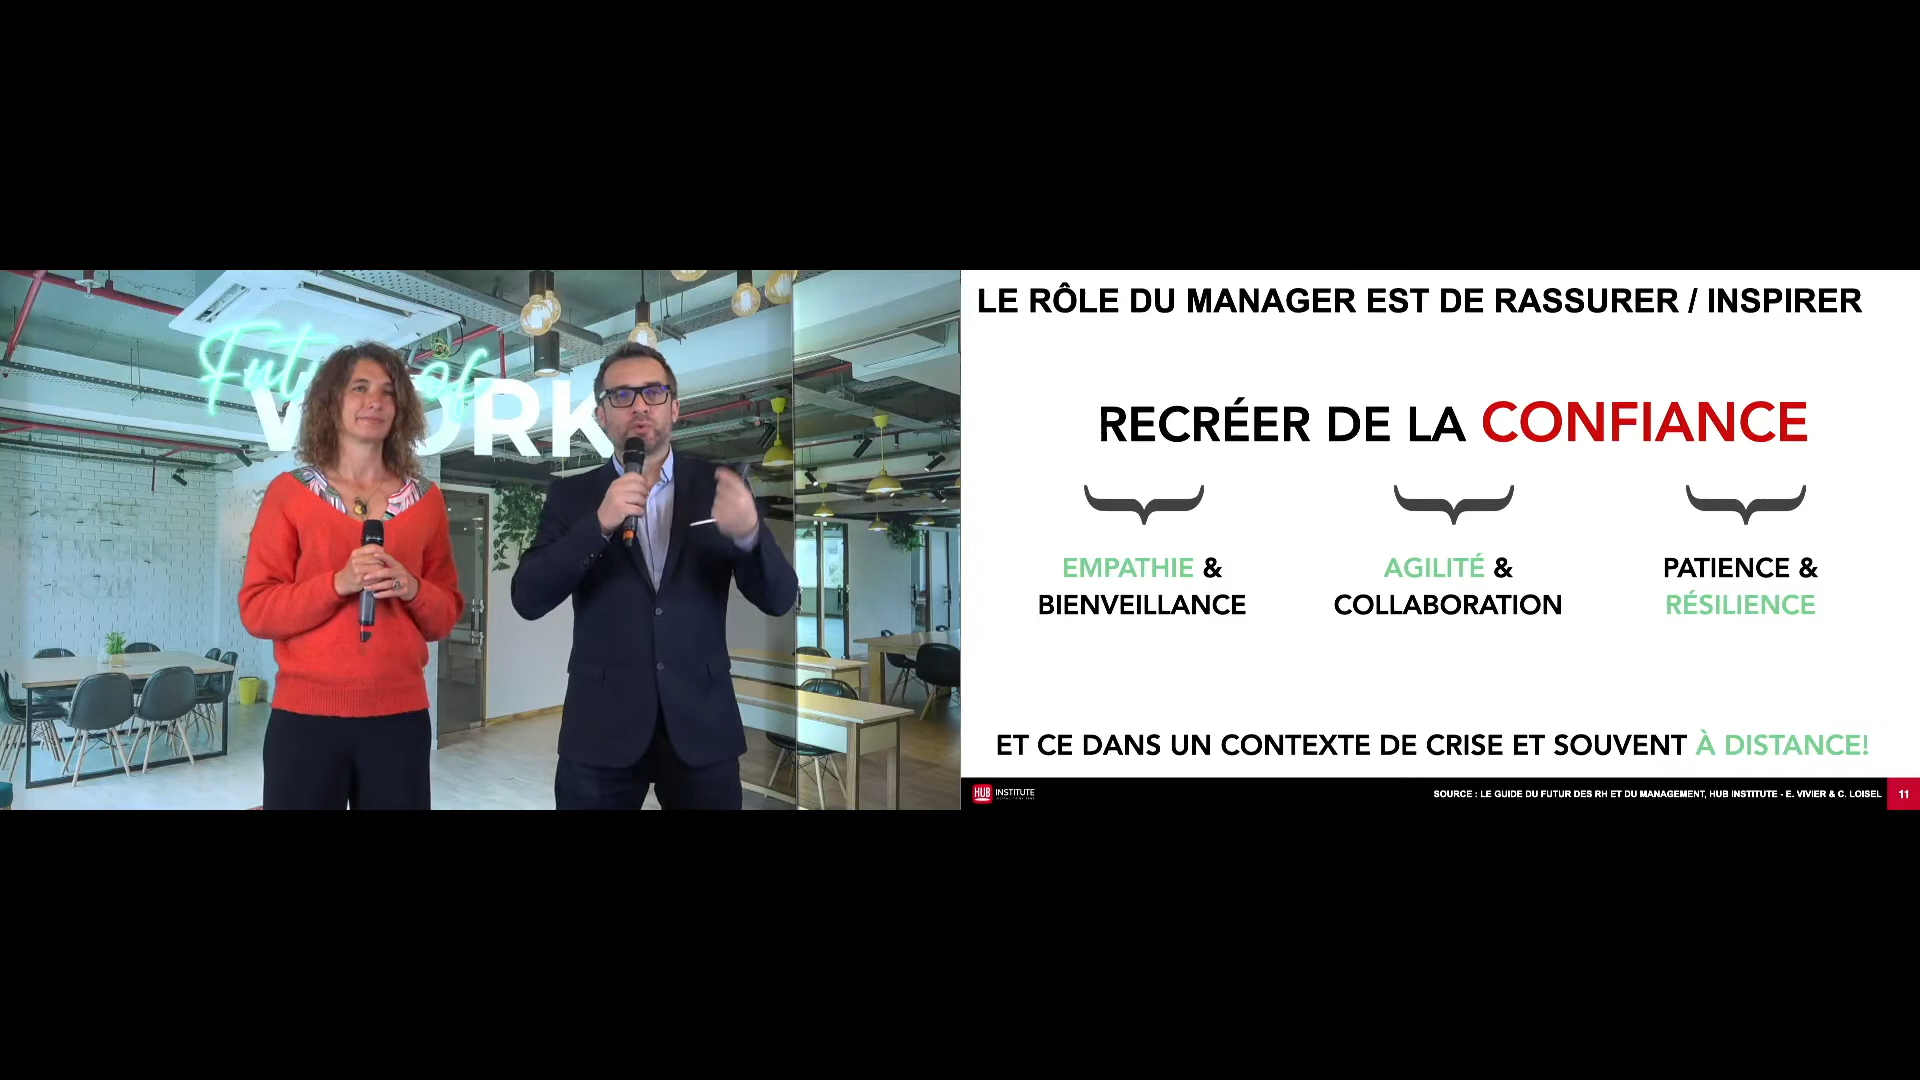 Future of
WORK
LE RÔLE DU MANAGER EST DE RASSURER / INSPIRER
RECRÉER DE LA CONFIANCE
EMPATHIE &
BIENVEILLANCE
AGILITÉ &
COLLABORATION
PATIENCE &
RÉSILIENCE
ET CE DANS UN CONTEXTE DE CRISE ET SOUVENT À DISTANCE!
HUB INSTITUTE
SOURCE : LE GUIDE DU FUTUR DES RH ET DU MANAGEMENT, HUB INSTITUTE - E. VIVIER & C. LOISEL
11